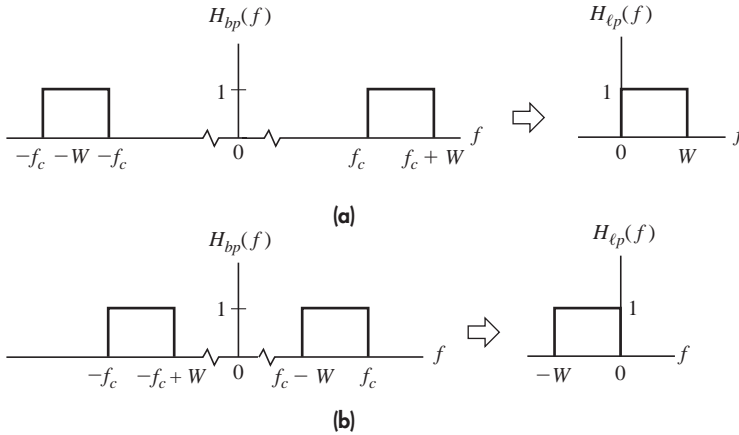 H_{bp}(f)
H_{ℓp}(f)
1
1
−f_c − W
−f_c
0
f_c
f_c + W
f
0
W
f
(a)
H_{bp}(f)
H_{ℓp}(f)
1
1
−f_c
−f_c + W
0
f_c − W
f_c
f
−W
0
f
(b)